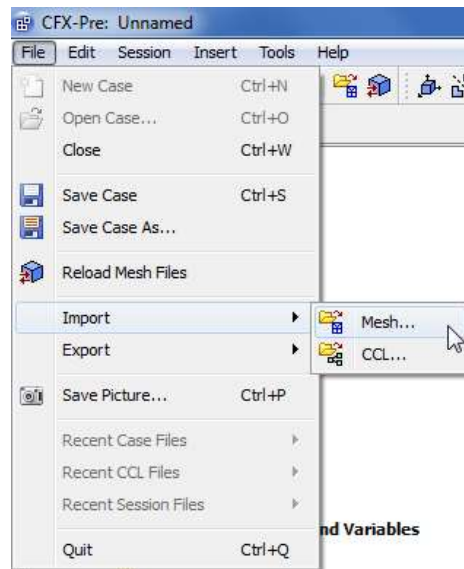 CFX-Pre: Unnamed
File Edit Session Insert Tools Help
New Case Ctrl+N
Open Case... Ctrl+O
Close Ctrl+W
Save Case Ctrl+S
Save Case As...
Reload Mesh Files
Import
Mesh...
Export
CCL...
Save Picture... Ctrl+P
Recent Case Files
Recent CCL Files
Recent Session Files
nd Variables
Quit Ctrl+Q